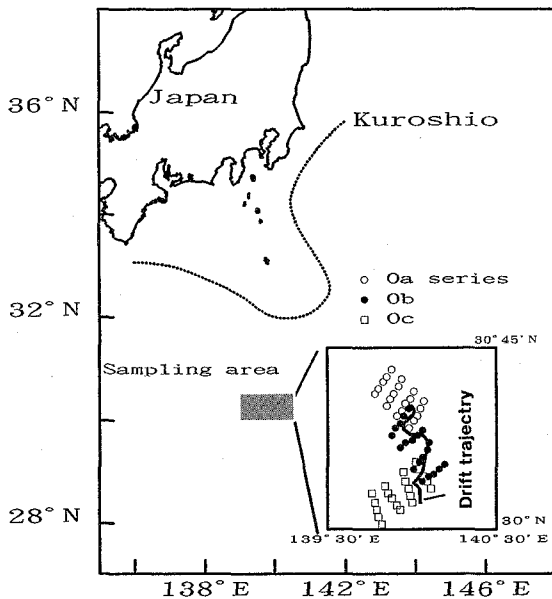 36°N
Japan
Kuroshio
Oa series
Ob
32°N
Oc
30°45'N
Sampling area
Drift trajectory
28°N
30°N
139°30'E
140°30'E
138°E
142°E
146°E